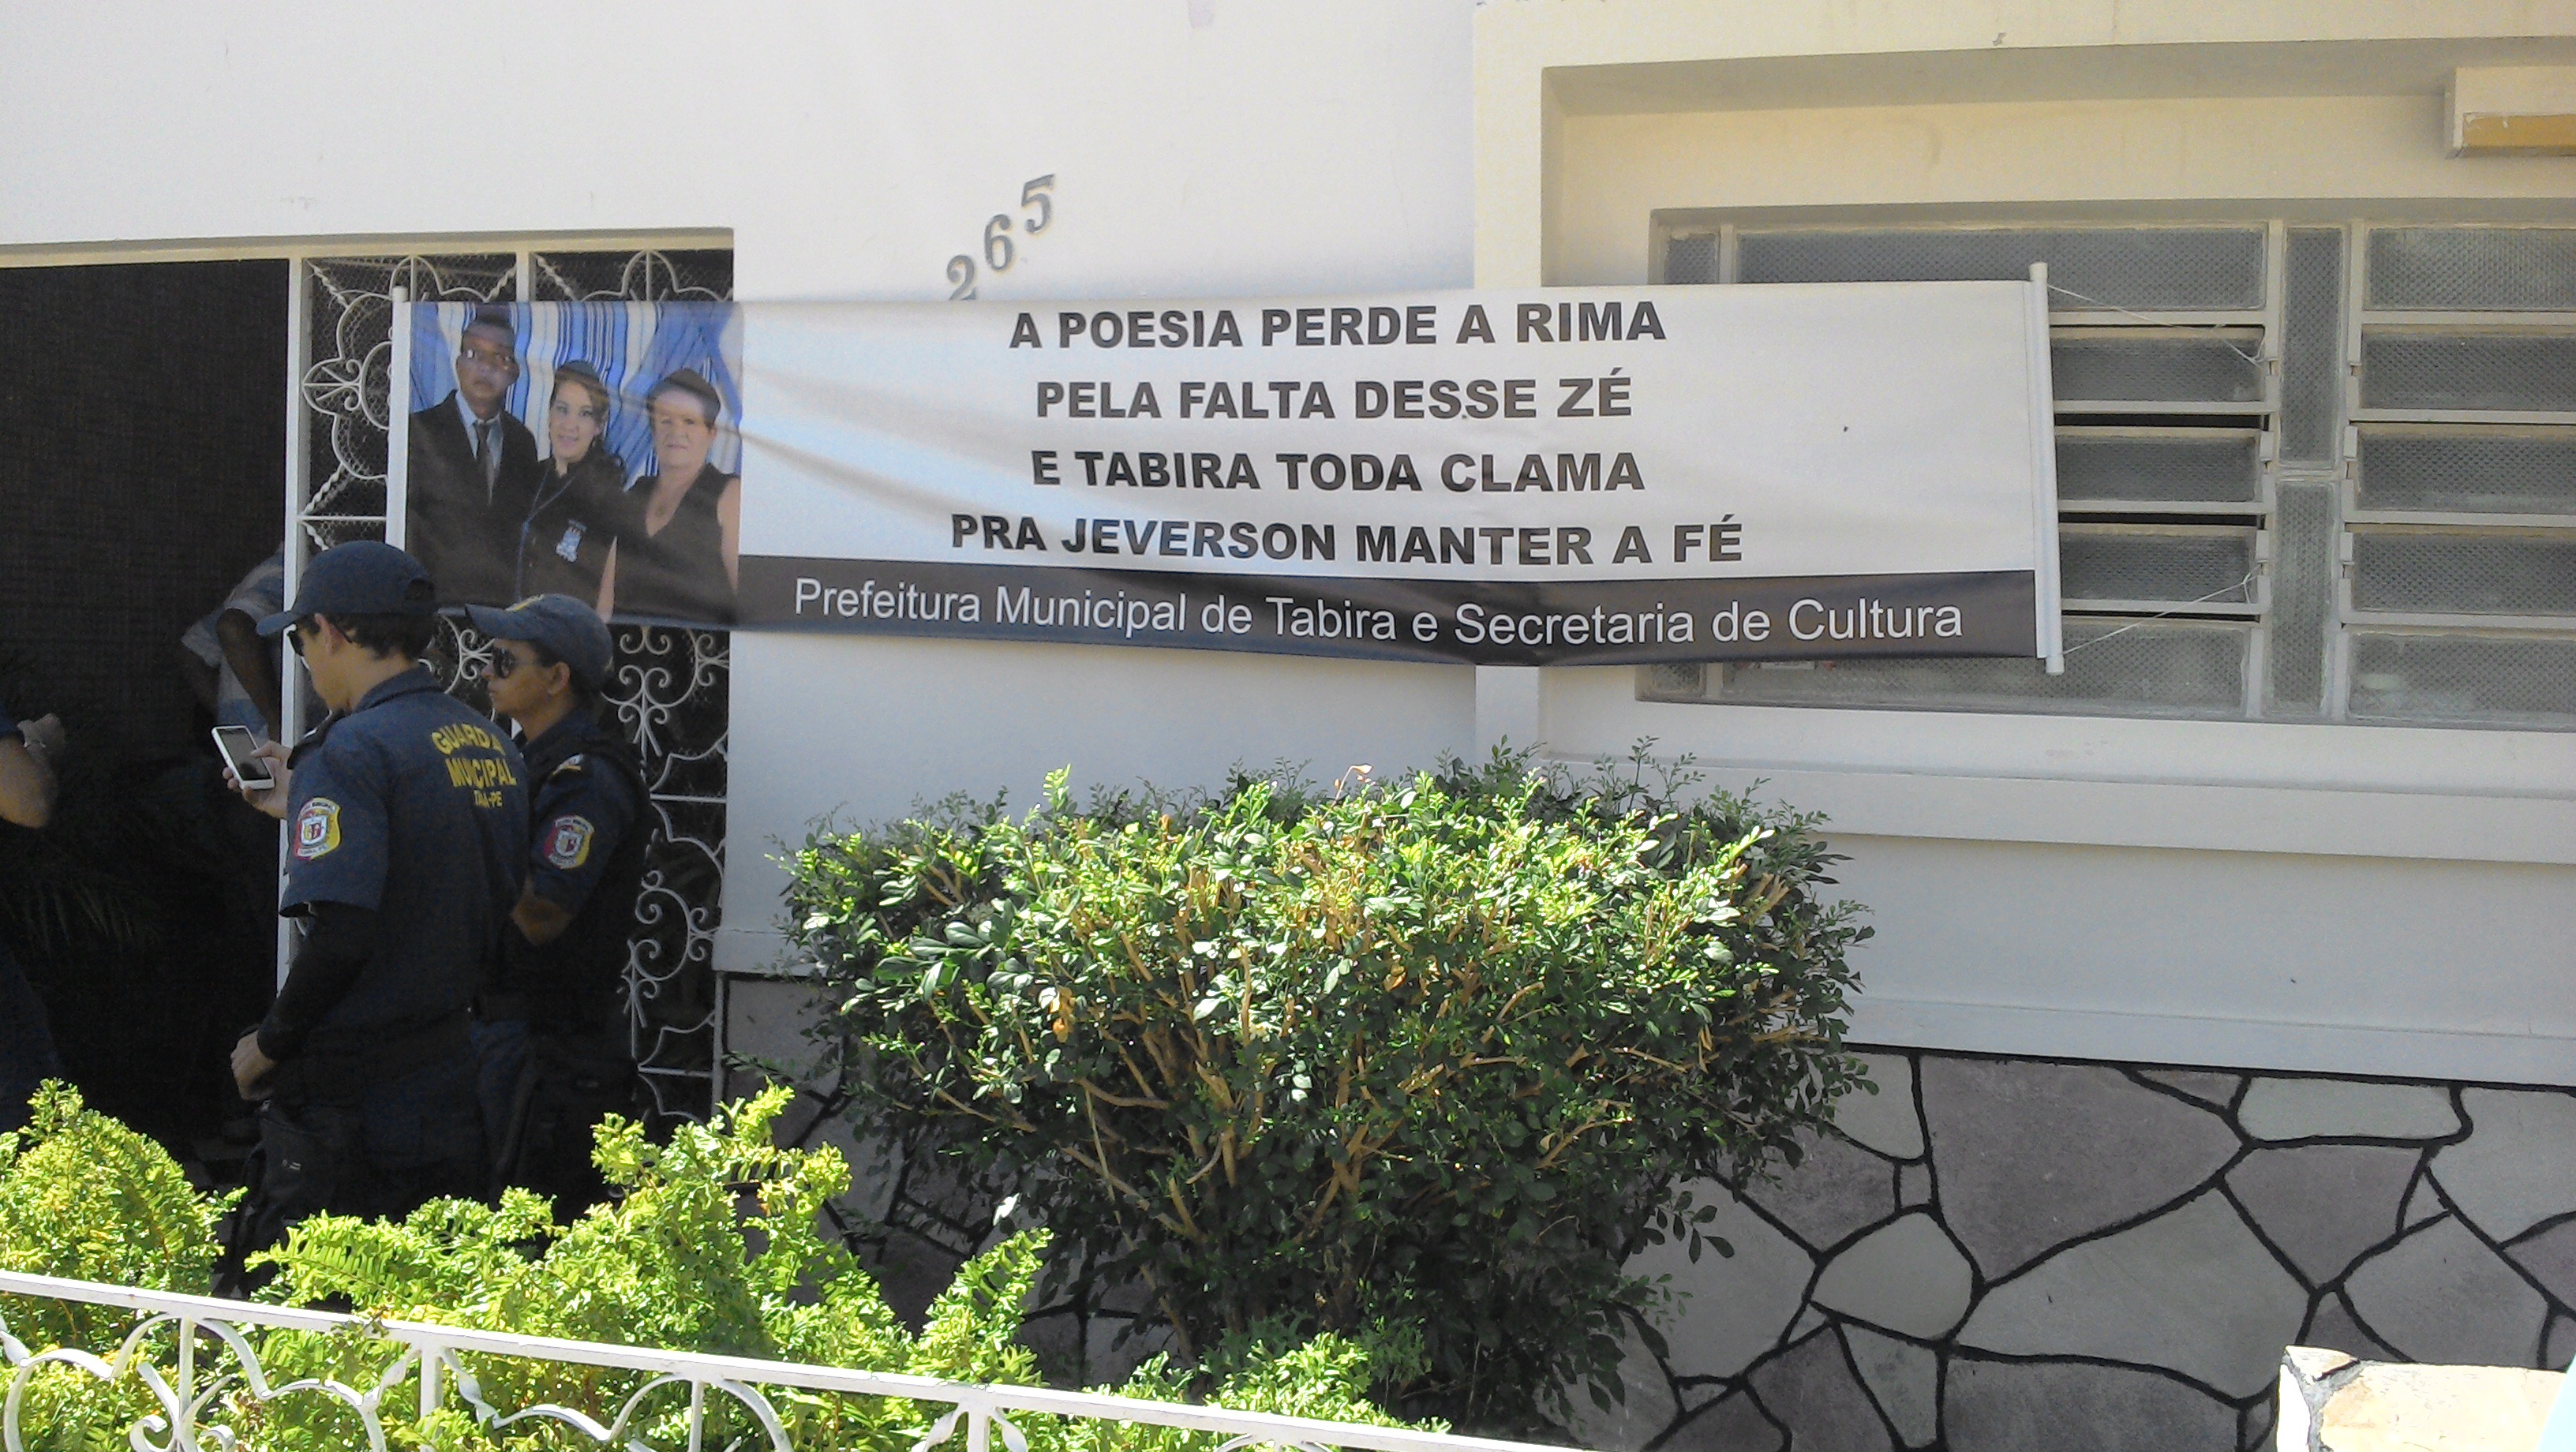 265
A POESIA PERDE A RIMA
PELA FALTA DESSE ZÉ
E TABIRA TODA CLAMA
PRA JEVERSON MANTER A FÉ
Prefeitura Municipal de Tabira e Secretaria de Cultura
GUARDA
MUNICIPAL